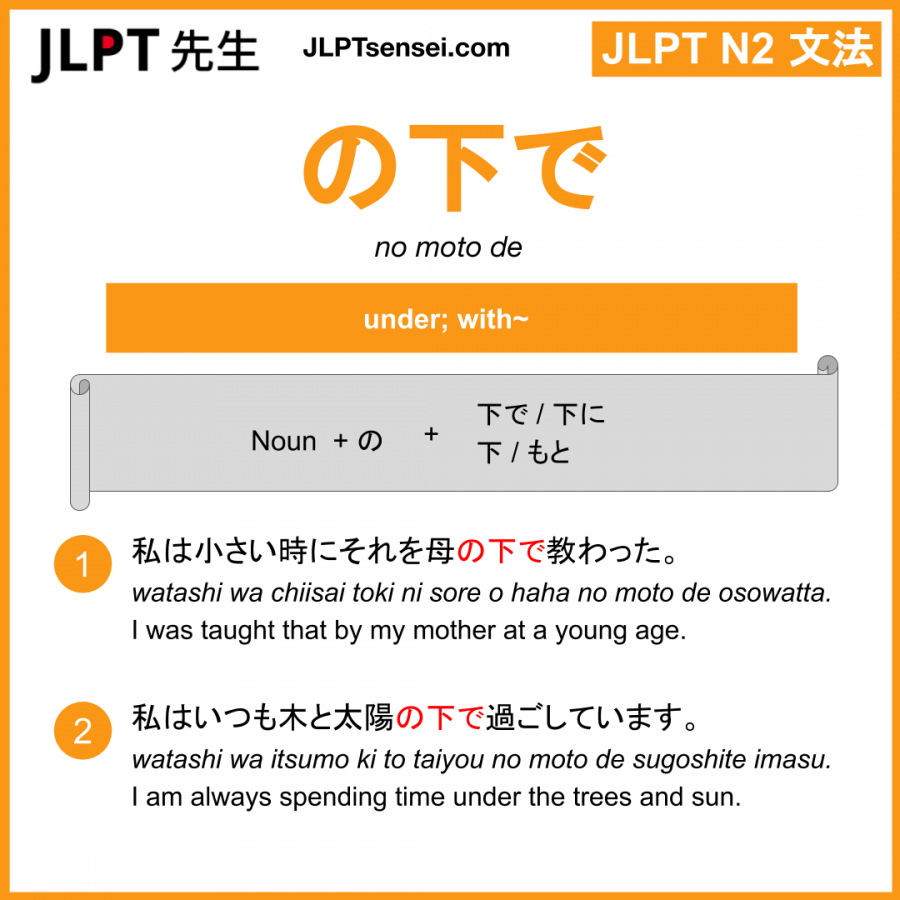 JLPT 先生
JLPTsensei.com
JLPT N2 文法
の下で
no moto de
under; with~
Noun + の + 下で / 下に
下 / もと
1 私は小さい時にそれを母の下で教わった。
watashi wa chiisai toki ni sore o haha no moto de osowatta.
I was taught that by my mother at a young age.
2 私はいつも木と太陽の下で過ごしています。
watashi wa itsumo ki to taiyou no moto de sugoshite imasu.
I am always spending time under the trees and sun.